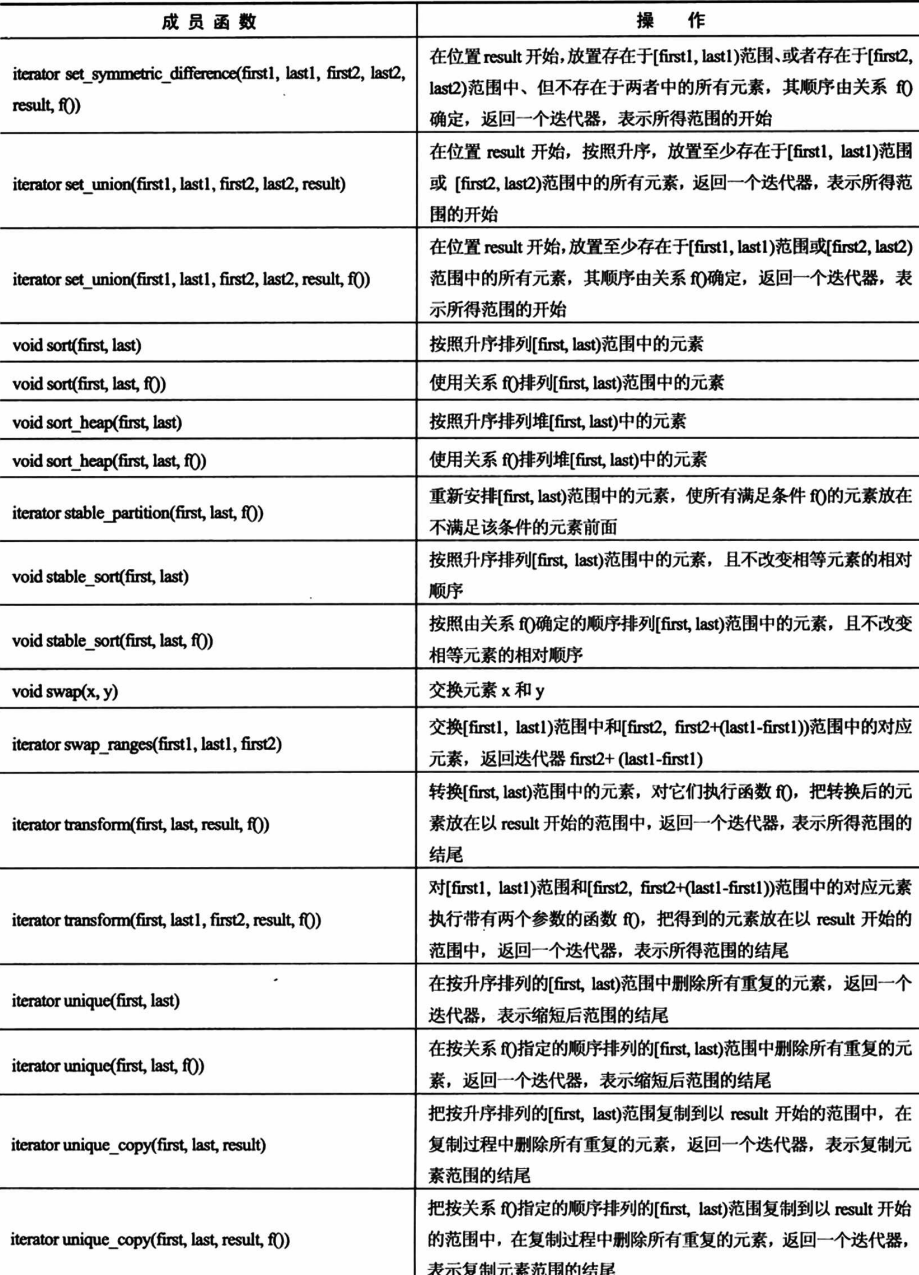 成员函数
操作
iterator set_symmetric_difference(first1, last1, first2, last2,
result, f())
在位置 result 开始,放置存在于[first1, last1)范围、或者存在于[first2,
last2)范围中、但不存在于两者中的所有元素，其顺序由关系 f()
确定，返回一个迭代器，表示所得范围的开始
iterator set_union(first1, last1, first2, last2, result)
在位置 result 开始，按照升序，放置至少存在于[first1, last1)范围
或 [first2, last2)范围中的所有元素，返回一个迭代器，表示所得范
围的开始
iterator set_union(first1, last1, first2, last2, result, f())
在位置 result 开始,放置至少存在于[first1, last1)范围或[first2, last2)
范围中的所有元素，其顺序由关系 f()确定，返回一个迭代器，表
示所得范围的开始
void sort(first, last)
按照升序排列[first, last)范围中的元素
void sort(first, last, f())
使用关系 f()排列[first, last)范围中的元素
void sort_heap(first, last)
按照升序排列堆[first, last)中的元素
void sort_heap(first, last, f())
使用关系 f()排列堆[first, last)中的元素
iterator stable_partition(first, last, f())
重新安排[first, last)范围中的元素，使所有满足条件 f()的元素放在
不满足该条件的元素前面
void stable_sort(first, last)
按照升序排列[first, last)范围中的元素，且不改变相等元素的相对
顺序
void stable_sort(first, last, f())
按照由关系 f()确定的顺序排列[first, last)范围中的元素，且不改变
相等元素的相对顺序
void swap(x, y)
交换元素 x 和 y
iterator swap_ranges(first1, last1, first2)
交换[first1, last1)范围中和[first2, first2+(last1-first1))范围中的对应
元素，返回迭代器 first2+ (last1-first1)
iterator transform(first, last, result, f())
转换[first, last)范围中的元素，对它们执行函数 f()，把转换后的元
素放在以 result 开始的范围中，返回一个迭代器，表示所得范围的
结尾
iterator transform(first, last1, first2, result, f())
对[first1, last1)范围和[first2, first2+(last1-first1))范围中的对应元素
执行带有两个参数的函数 f()，把得到的元素放在以 result 开始的
范围中，返回一个迭代器，表示所得范围的结尾
iterator unique(first, last)
在按升序排列的[first, last)范围中删除所有重复的元素，返回一个
迭代器，表示缩短后范围的结尾
iterator unique(first, last, f())
在按关系 f()指定的顺序排列的[first, last)范围中删除所有重复的元
素，返回一个迭代器，表示缩短后范围的结尾
iterator unique_copy(first, last, result)
把按升序排列的[first, last)范围复制到以 result 开始的范围中，在
复制过程中删除所有重复的元素，返回一个迭代器，表示复制元
素范围的结尾
iterator unique_copy(first, last, result, f())
把按关系 f()指定的顺序排列的[first, last)范围复制到以 result 开始
的范围中，在复制过程中删除所有重复的元素，返回一个迭代器，
表示复制元素范围的结尾